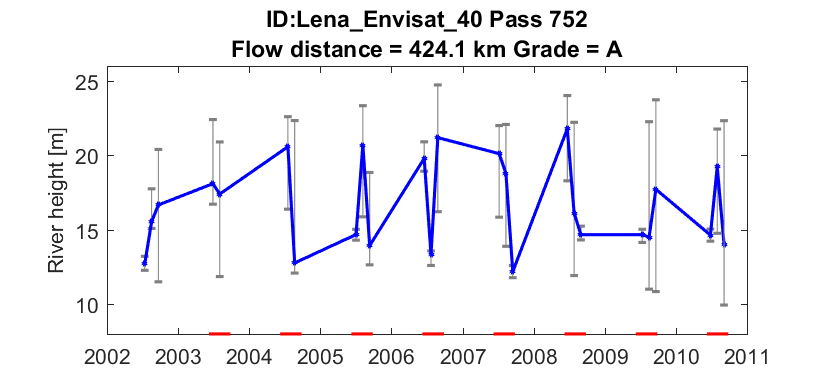 ID:Lena_Envisat_40 Pass 752
Flow distance = 424.1 km Grade = A
25
20
15
10
River height [m]
2002 2003 2004 2005 2006 2007 2008 2009 2010 2011